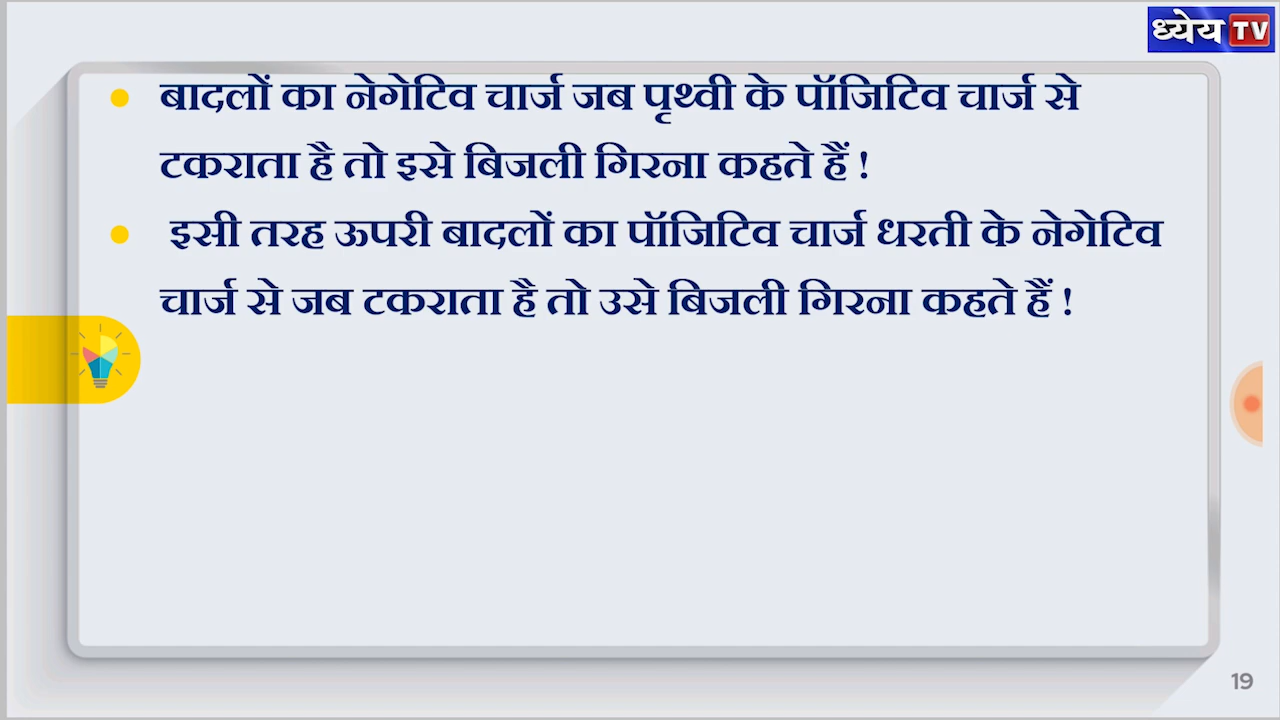 ध्येय TV
बादलों का नेगेटिव चार्ज जब पृथ्वी के पॉजिटिव चार्ज से
टकराता है तो इसे बिजली गिरना कहते हैं !
इसी तरह ऊपरी बादलों का पॉजिटिव चार्ज धरती के नेगेटिव
चार्ज से जब टकराता है तो उसे बिजली गिरना कहते हैं !
19